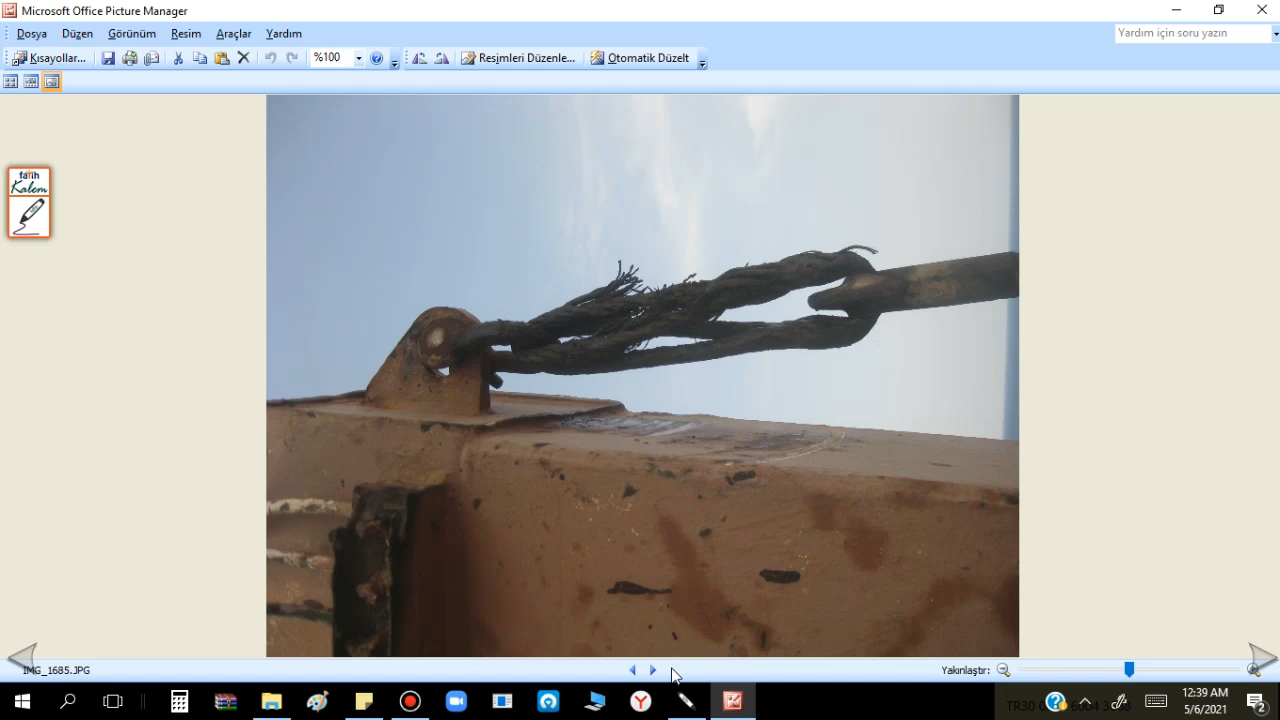 Microsoft Office Picture Manager
Dosya Düzen Görünüm Resim Araçlar Yardım
Yardım için soru yazın
Kısayollar... %100 Resimleri Düzenle... Otomatik Düzelt
fatih
Kalem
IMG_1685.JPG
Yakınlaştır:
12:39 AM
5/6/2021
2